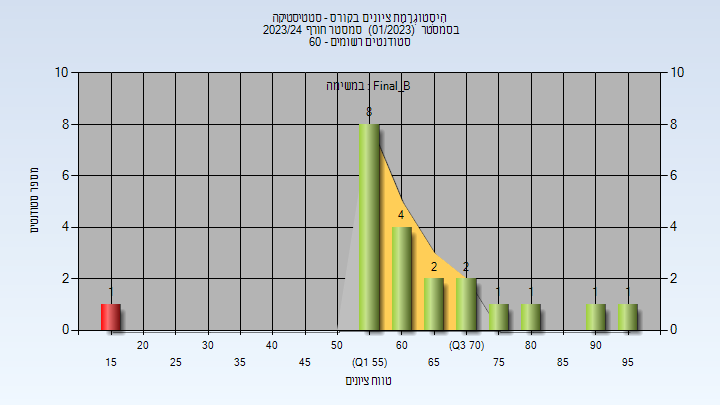 הִיסְטוֹגְרָמַת ציונים בקורס - סטטיסטיקה
בסמסטר (01/2023) סמסטר חורף 2023/24
סטודנטים רשומים - 60
במשימה : Final_B
מספר סטודנטים
10 10
8 8
6 6
4 4
2 2
0 0
1 8 4 2 2 1 1 1 1
20 30 40 50 60 (Q3 70) 80 90
15 25 35 45 (Q1 55) 65 75 85 95
טווח ציונים